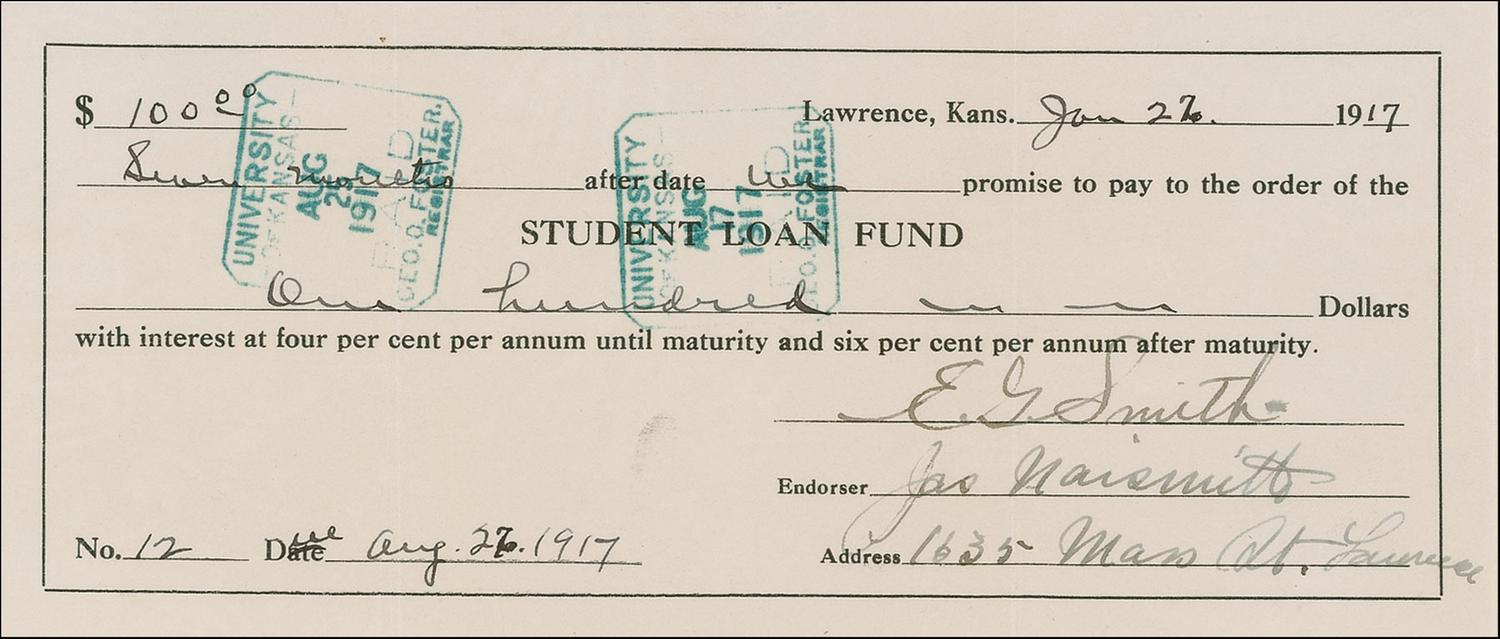 $ 100 00 Lawrence, Kans. Jan 26. 1917
Seven months after date we promise to pay to the order of the
STUDENT LOAN FUND
One hundred Dollars
with interest at four per cent per annum until maturity and six per cent per annum after maturity.
E. G. Smith
Endorser Jas Naismith
No. 12 Due Aug. 26. 1917 Address 1635 Mass St. Lawrence
UNIVERSITY
OF KANSAS
AUG
1917
PAID
GEO. O. FOSTER,
REGISTRAR
UNIVERSITY
OF KANSAS
AUG
17
1917
PAID
GEO. O. FOSTER
REGISTRAR